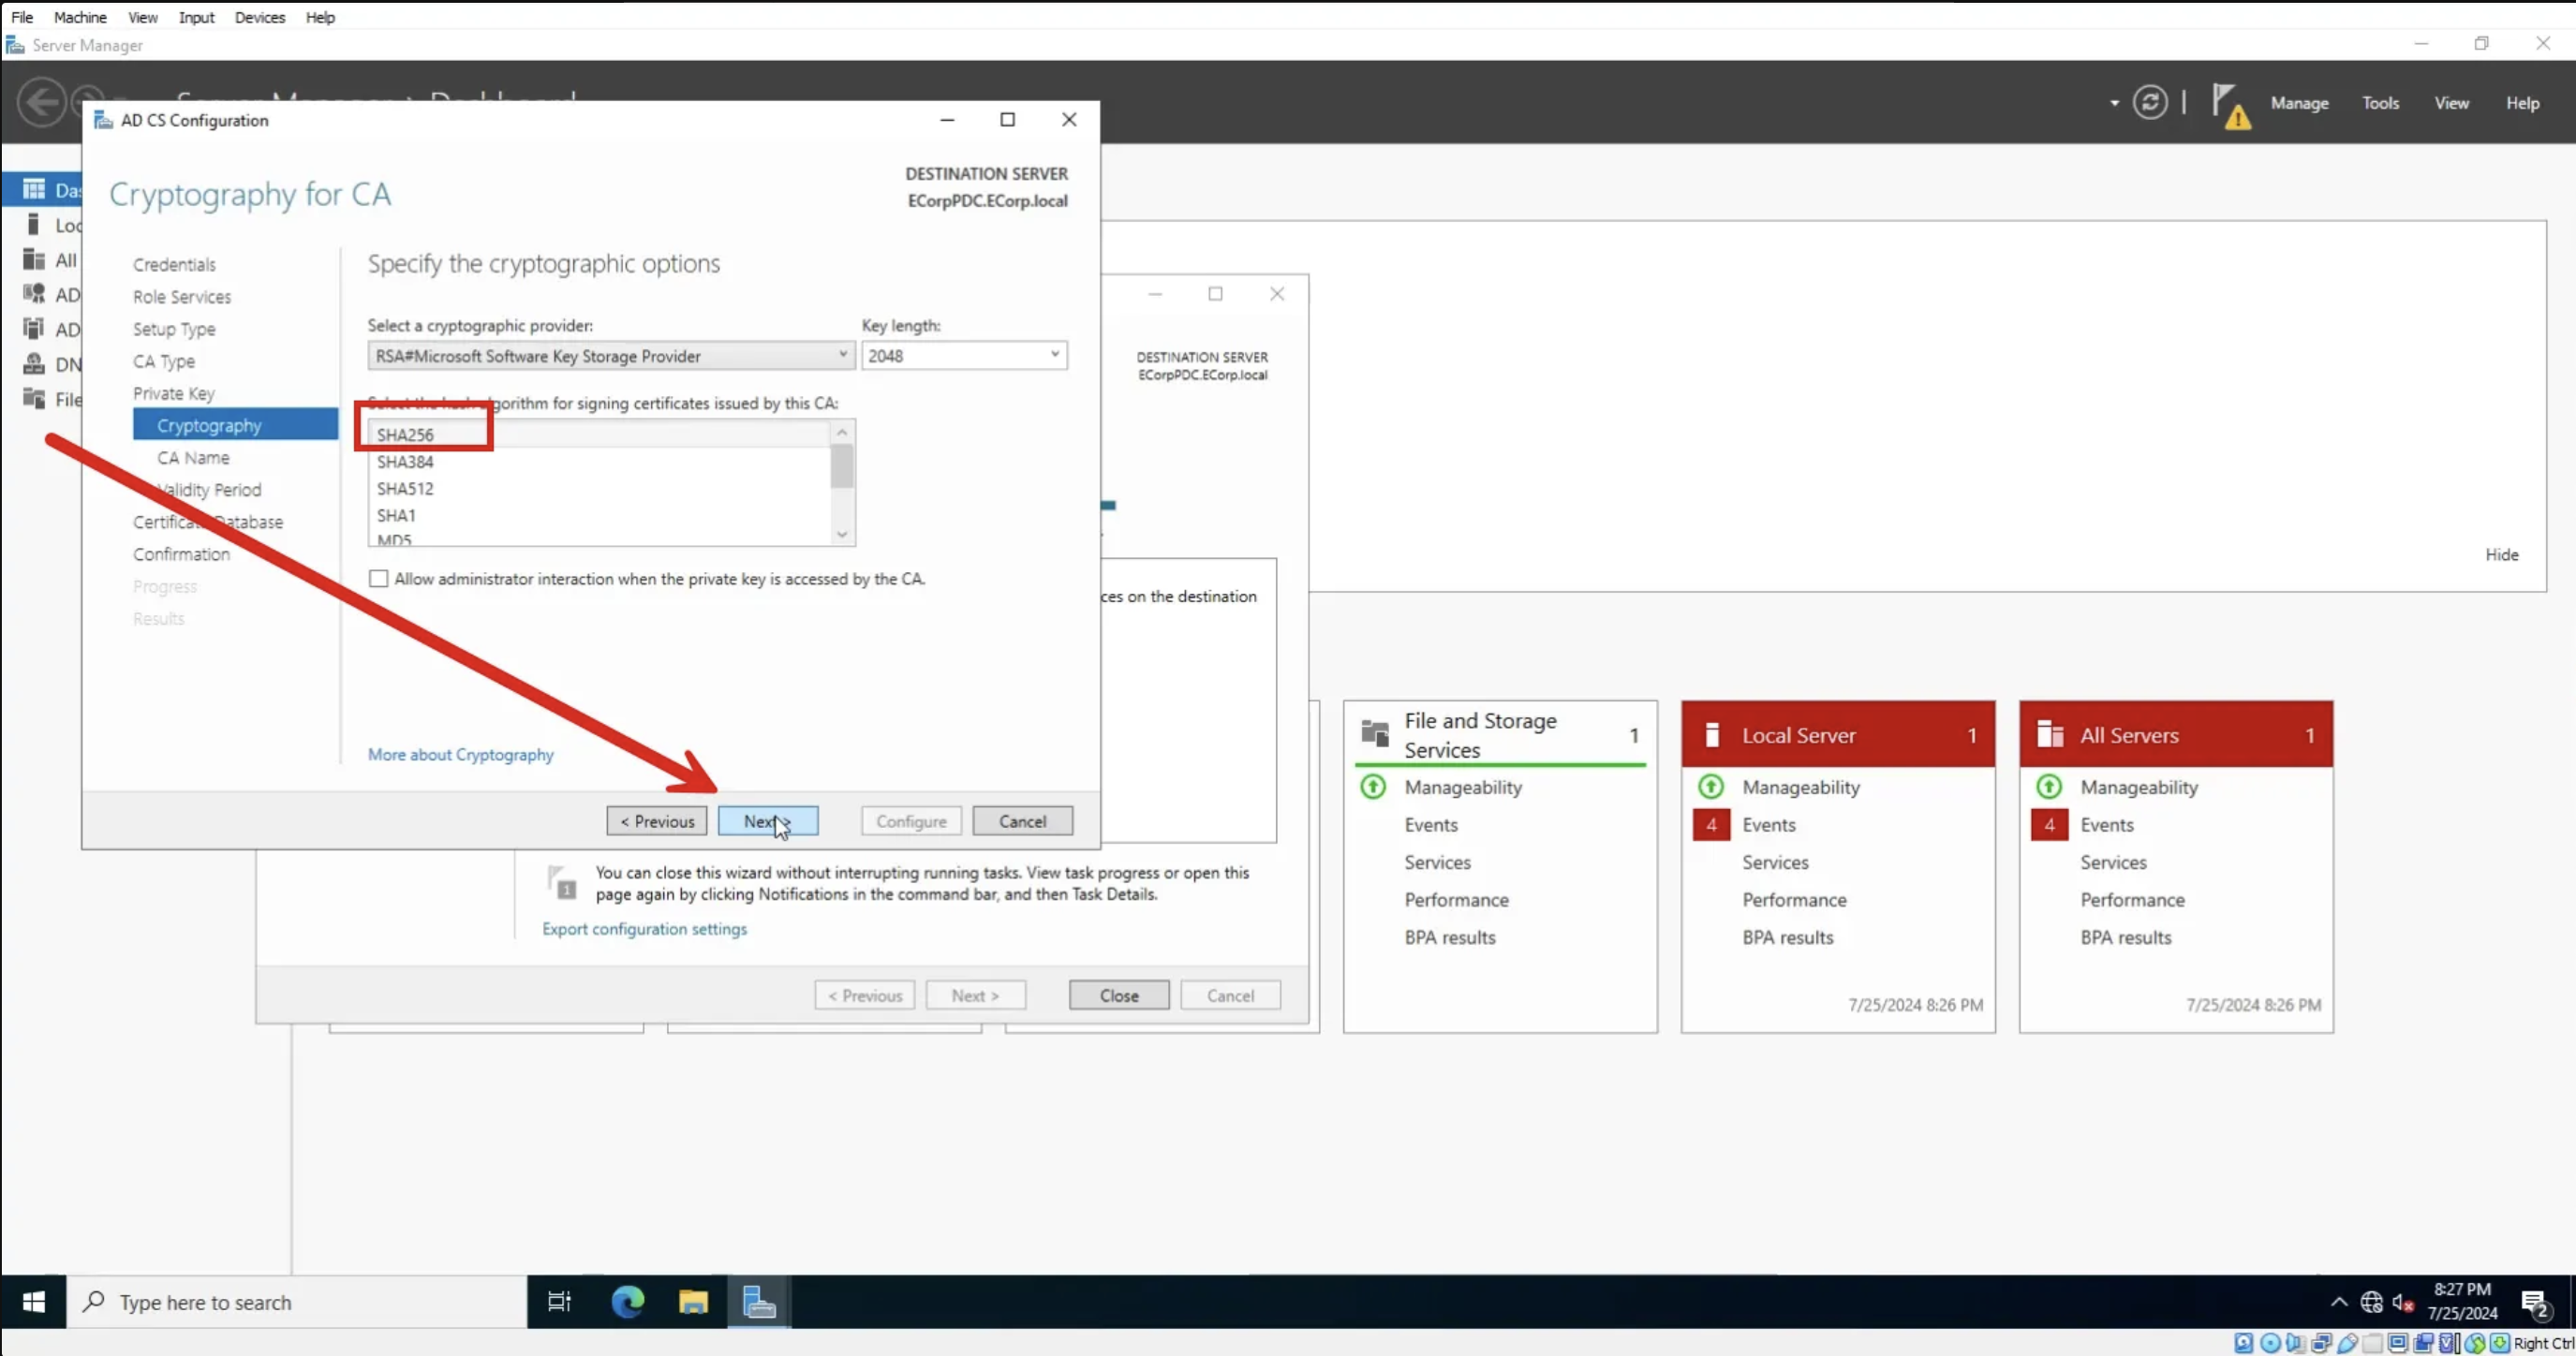 File Machine View Input Devices Help
Server Manager
Manage Tools View Help
AD CS Configuration
Cryptography for CA
DESTINATION SERVER
ECorpPDC.ECorp.local
Das
Loc
All
AD
AD
DN
File
Credentials
Role Services
Setup Type
CA Type
Private Key
Cryptography
CA Name
Validity Period
Certificate Database
Confirmation
Progress
Results
Specify the cryptographic options
Select a cryptographic provider:
Key length:
RSA#Microsoft Software Key Storage Provider
2048
Select the hash algorithm for signing certificates issued by this CA:
SHA256
SHA384
SHA512
SHA1
MD5
Allow administrator interaction when the private key is accessed by the CA.
More about Cryptography
< Previous Next > Configure Cancel
DESTINATION SERVER
ECorpPDC.ECorp.local
ces on the destination
Hide
You can close this wizard without interrupting running tasks. View task progress or open this
page again by clicking Notifications in the command bar, and then Task Details.
1
Export configuration settings
< Previous Next > Close Cancel
File and Storage
Services
1
Manageability
Events
Services
Performance
BPA results
Local Server 1
Manageability
4 Events
Services
Performance
BPA results
7/25/2024 8:26 PM
All Servers 1
Manageability
4 Events
Services
Performance
BPA results
7/25/2024 8:26 PM
Type here to search
8:27 PM
7/25/2024
2
Right Ctrl